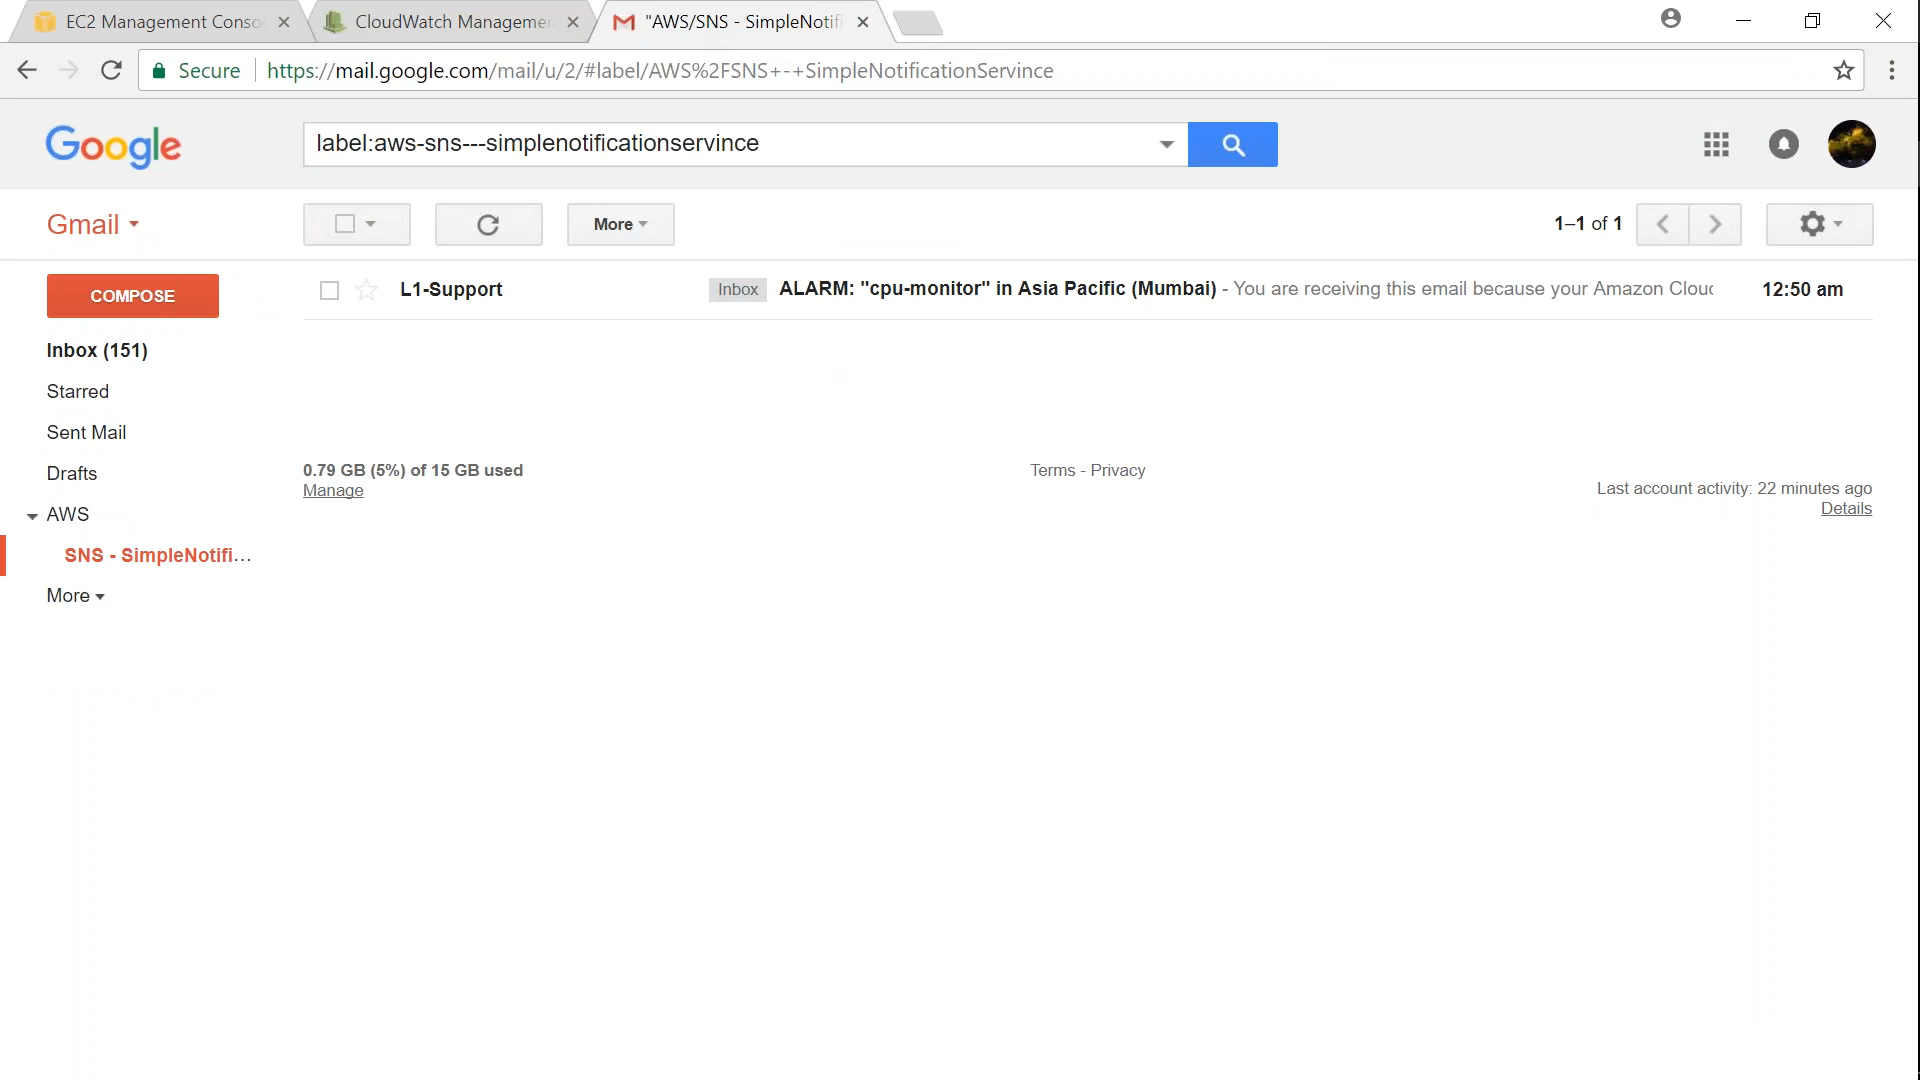 EC2 Management Conso
CloudWatch Managemen
"AWS/SNS - SimpleNotifi
Secure https://mail.google.com/mail/u/2/#label/AWS%2FSNS+-+SimpleNotificationServince
Google
label:aws-sns---simplenotificationservince
Gmail
More
1–1 of 1
COMPOSE
L1-Support Inbox ALARM: "cpu-monitor" in Asia Pacific (Mumbai) - You are receiving this email because your Amazon Clouc 12:50 am
Inbox (151)
Starred
Sent Mail
Drafts
AWS
SNS - SimpleNotifi...
More
0.79 GB (5%) of 15 GB used
Manage
Terms - Privacy
Last account activity: 22 minutes ago
Details